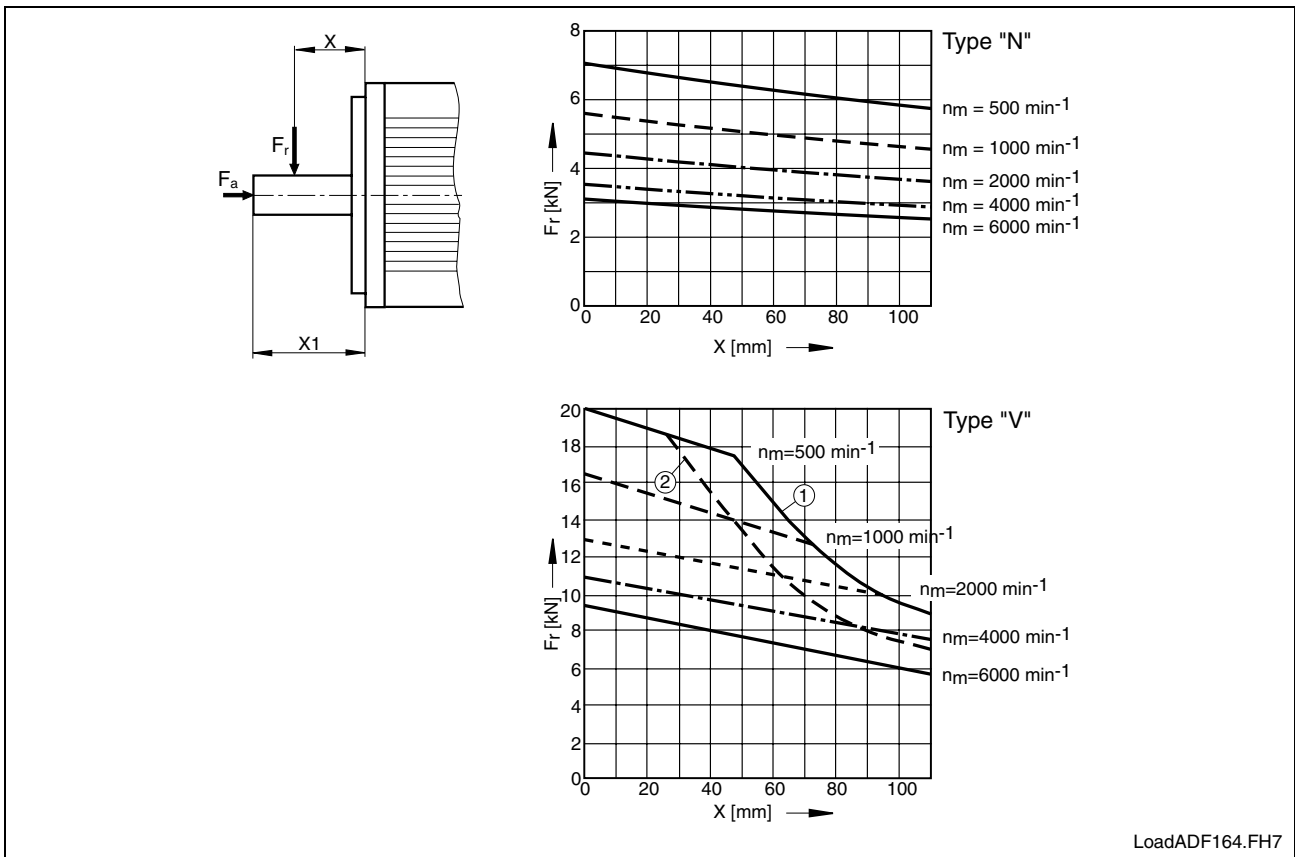 X
Fr
Fa
X1
Type "N"
8
6
4
2
0
Fr [kN]
nm = 500 min-1
nm = 1000 min-1
nm = 2000 min-1
nm = 4000 min-1
nm = 6000 min-1
0 20 40 60 80 100
X [mm]
Type "V"
20
18
16
14
12
10
8
6
4
2
0
Fr [kN]
nm=500 min-1
2
1
nm=1000 min-1
nm=2000 min-1
nm=4000 min-1
nm=6000 min-1
0 20 40 60 80 100
X [mm]
LoadADF164.FH7